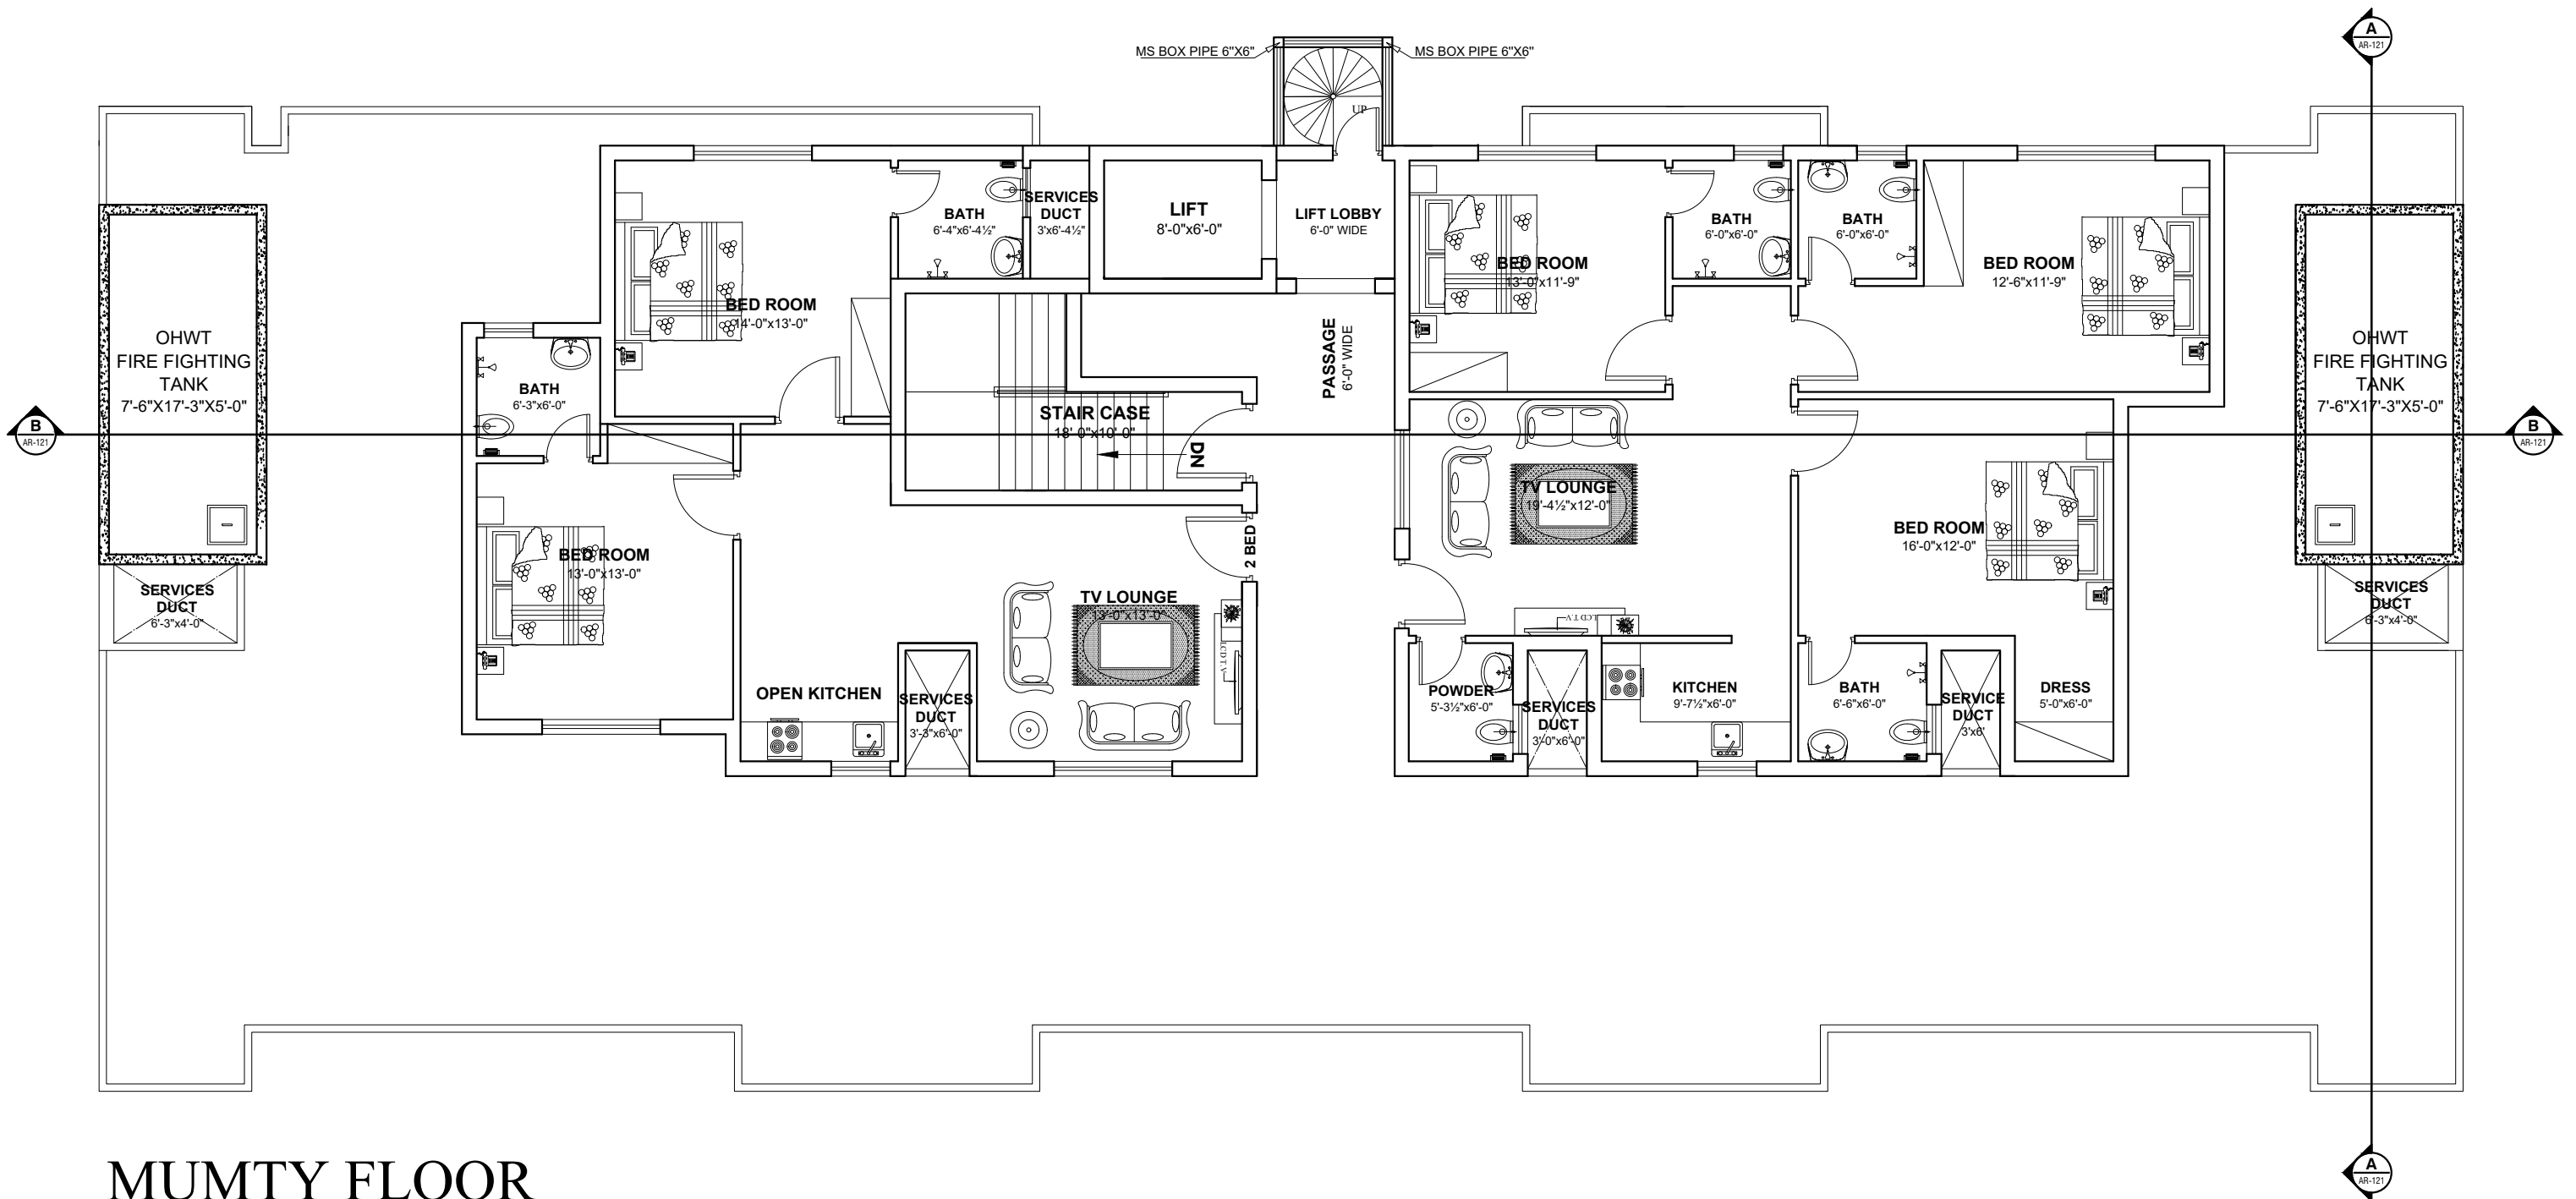 A
AR-121
MS BOX PIPE 6"X6"
MS BOX PIPE 6"X6"
UP
BATH
6'-4"x6'-4½"
SERVICES
DUCT
3'x6'-4½"
LIFT
8'-0"x6'-0"
LIFT LOBBY
6'-0" WIDE
BATH
6'-0"x6'-0"
BATH
6'-0"x6'-0"
BED ROOM
14'-0"x13'-0"
BED ROOM
13'-0"x11'-9"
BED ROOM
12'-6"x11'-9"
OHWT
FIRE FIGHTING
TANK
7'-6"X17'-3"X5'-0"
BATH
6'-3"x6'-0"
PASSAGE
6'-0" WIDE
OHWT
FIRE FIGHTING
TANK
7'-6"X17'-3"X5'-0"
B
AR-121
STAIR CASE
18'-0"x10'-0"
DN
B
AR-121
BED ROOM
13'-0"x13'-0"
2 BED
TV LOUNGE
19'-4½"x12'-0"
BED ROOM
16'-0"x12'-0"
SERVICES
DUCT
6'-3"x4'-0"
TV LOUNGE
13'-0"x13'-0"
LCD T.V
LCD T.V
SERVICES
DUCT
6'-3"x4'-0"
OPEN KITCHEN
SERVICES
DUCT
3'-3"x6'-0"
POWDER
5'-3½"x6'-0"
SERVICES
DUCT
3'-0"x6'-0"
KITCHEN
9'-7½"x6'-0"
BATH
6'-6"x6'-0"
SERVICE
DUCT
3'x6'
DRESS
5'-0"x6'-0"
MUMTY FLOOR
A
AR-121